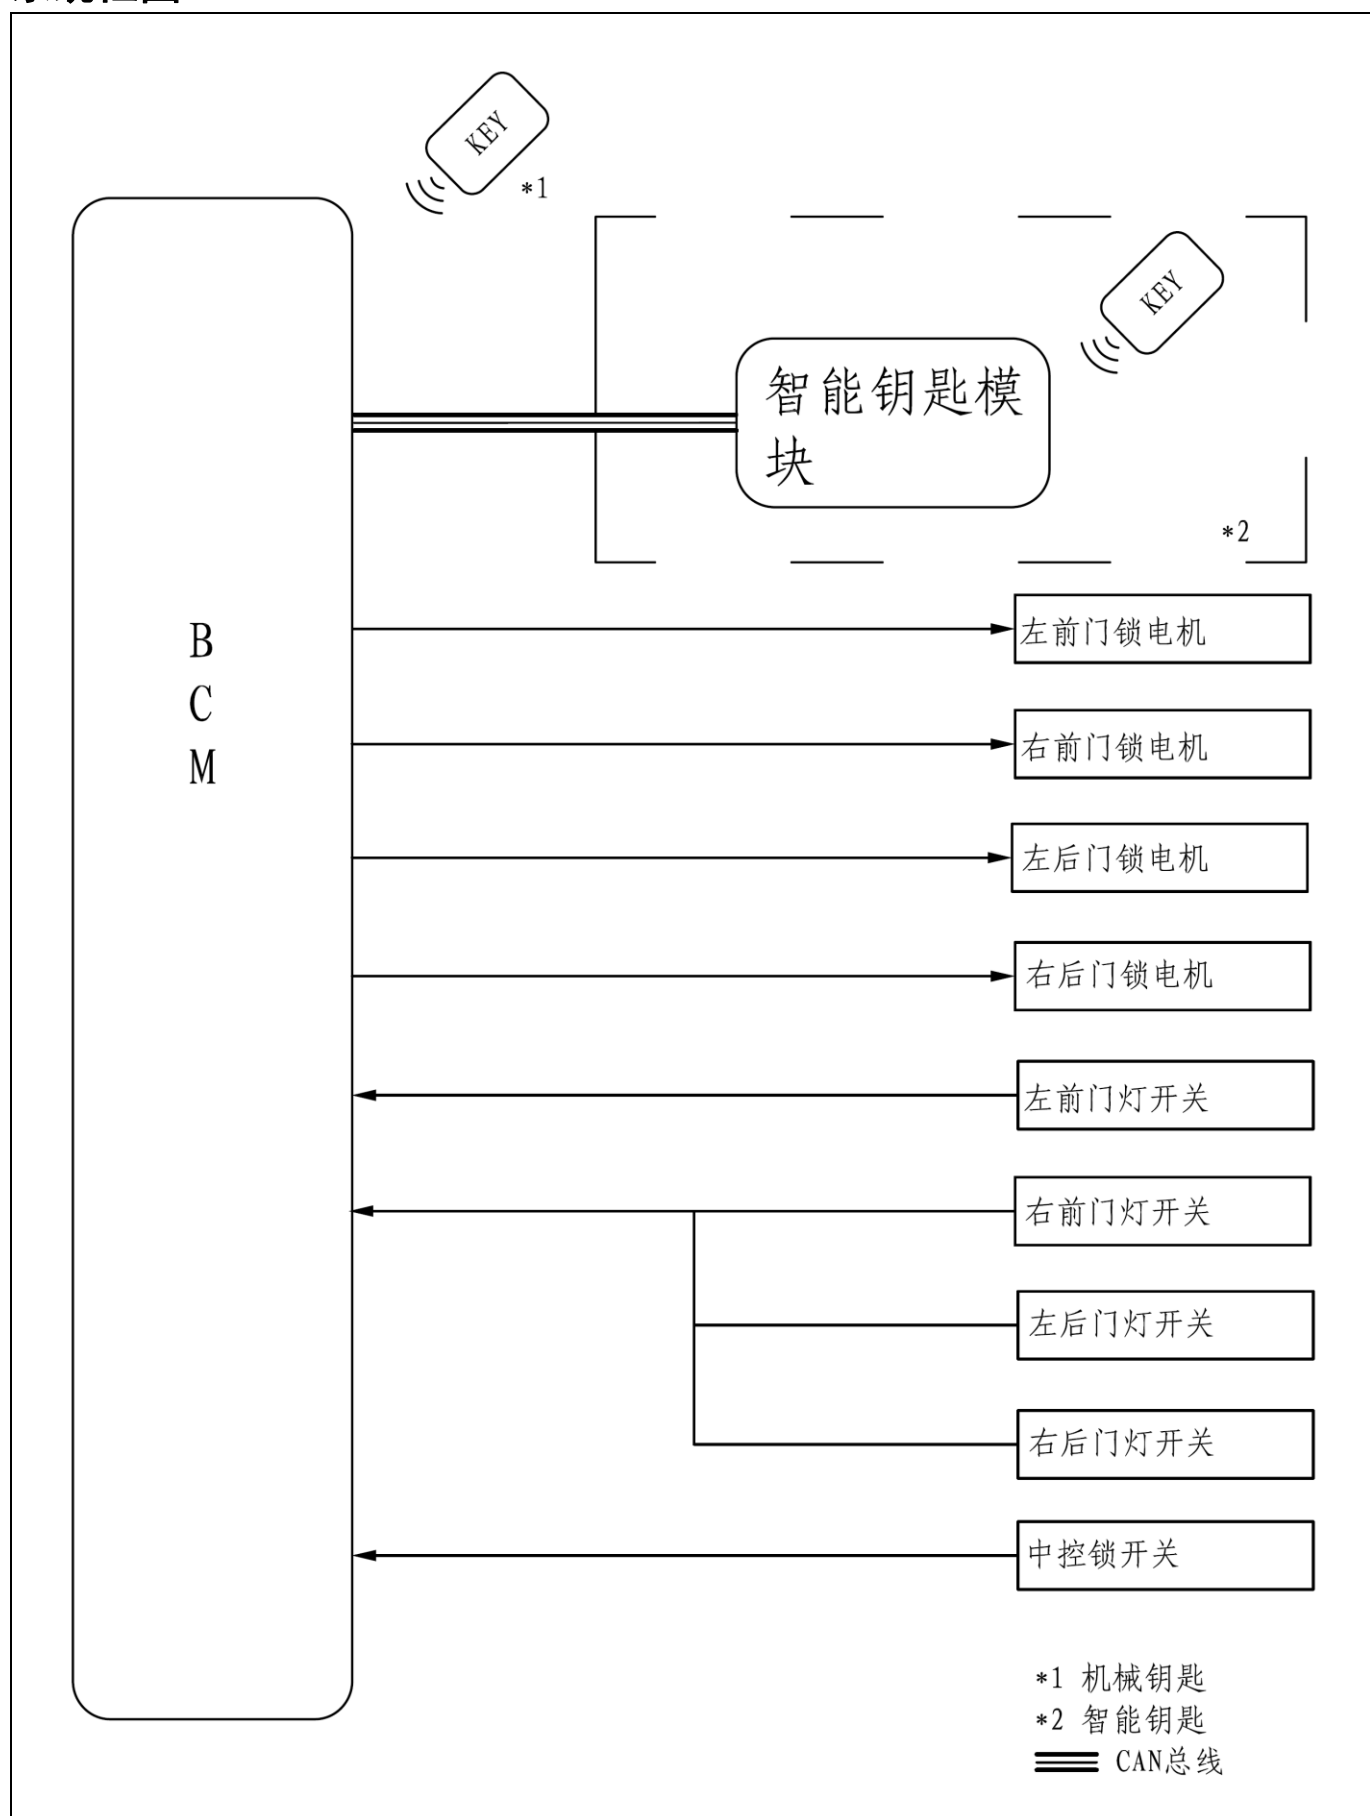 KEY
*1
KEY
智能钥匙模
块
*2
B
C
M
左前门锁电机
右前门锁电机
左后门锁电机
右后门锁电机
左前门灯开关
右前门灯开关
左后门灯开关
右后门灯开关
中控锁开关
*1 机械钥匙
*2 智能钥匙
CAN总线